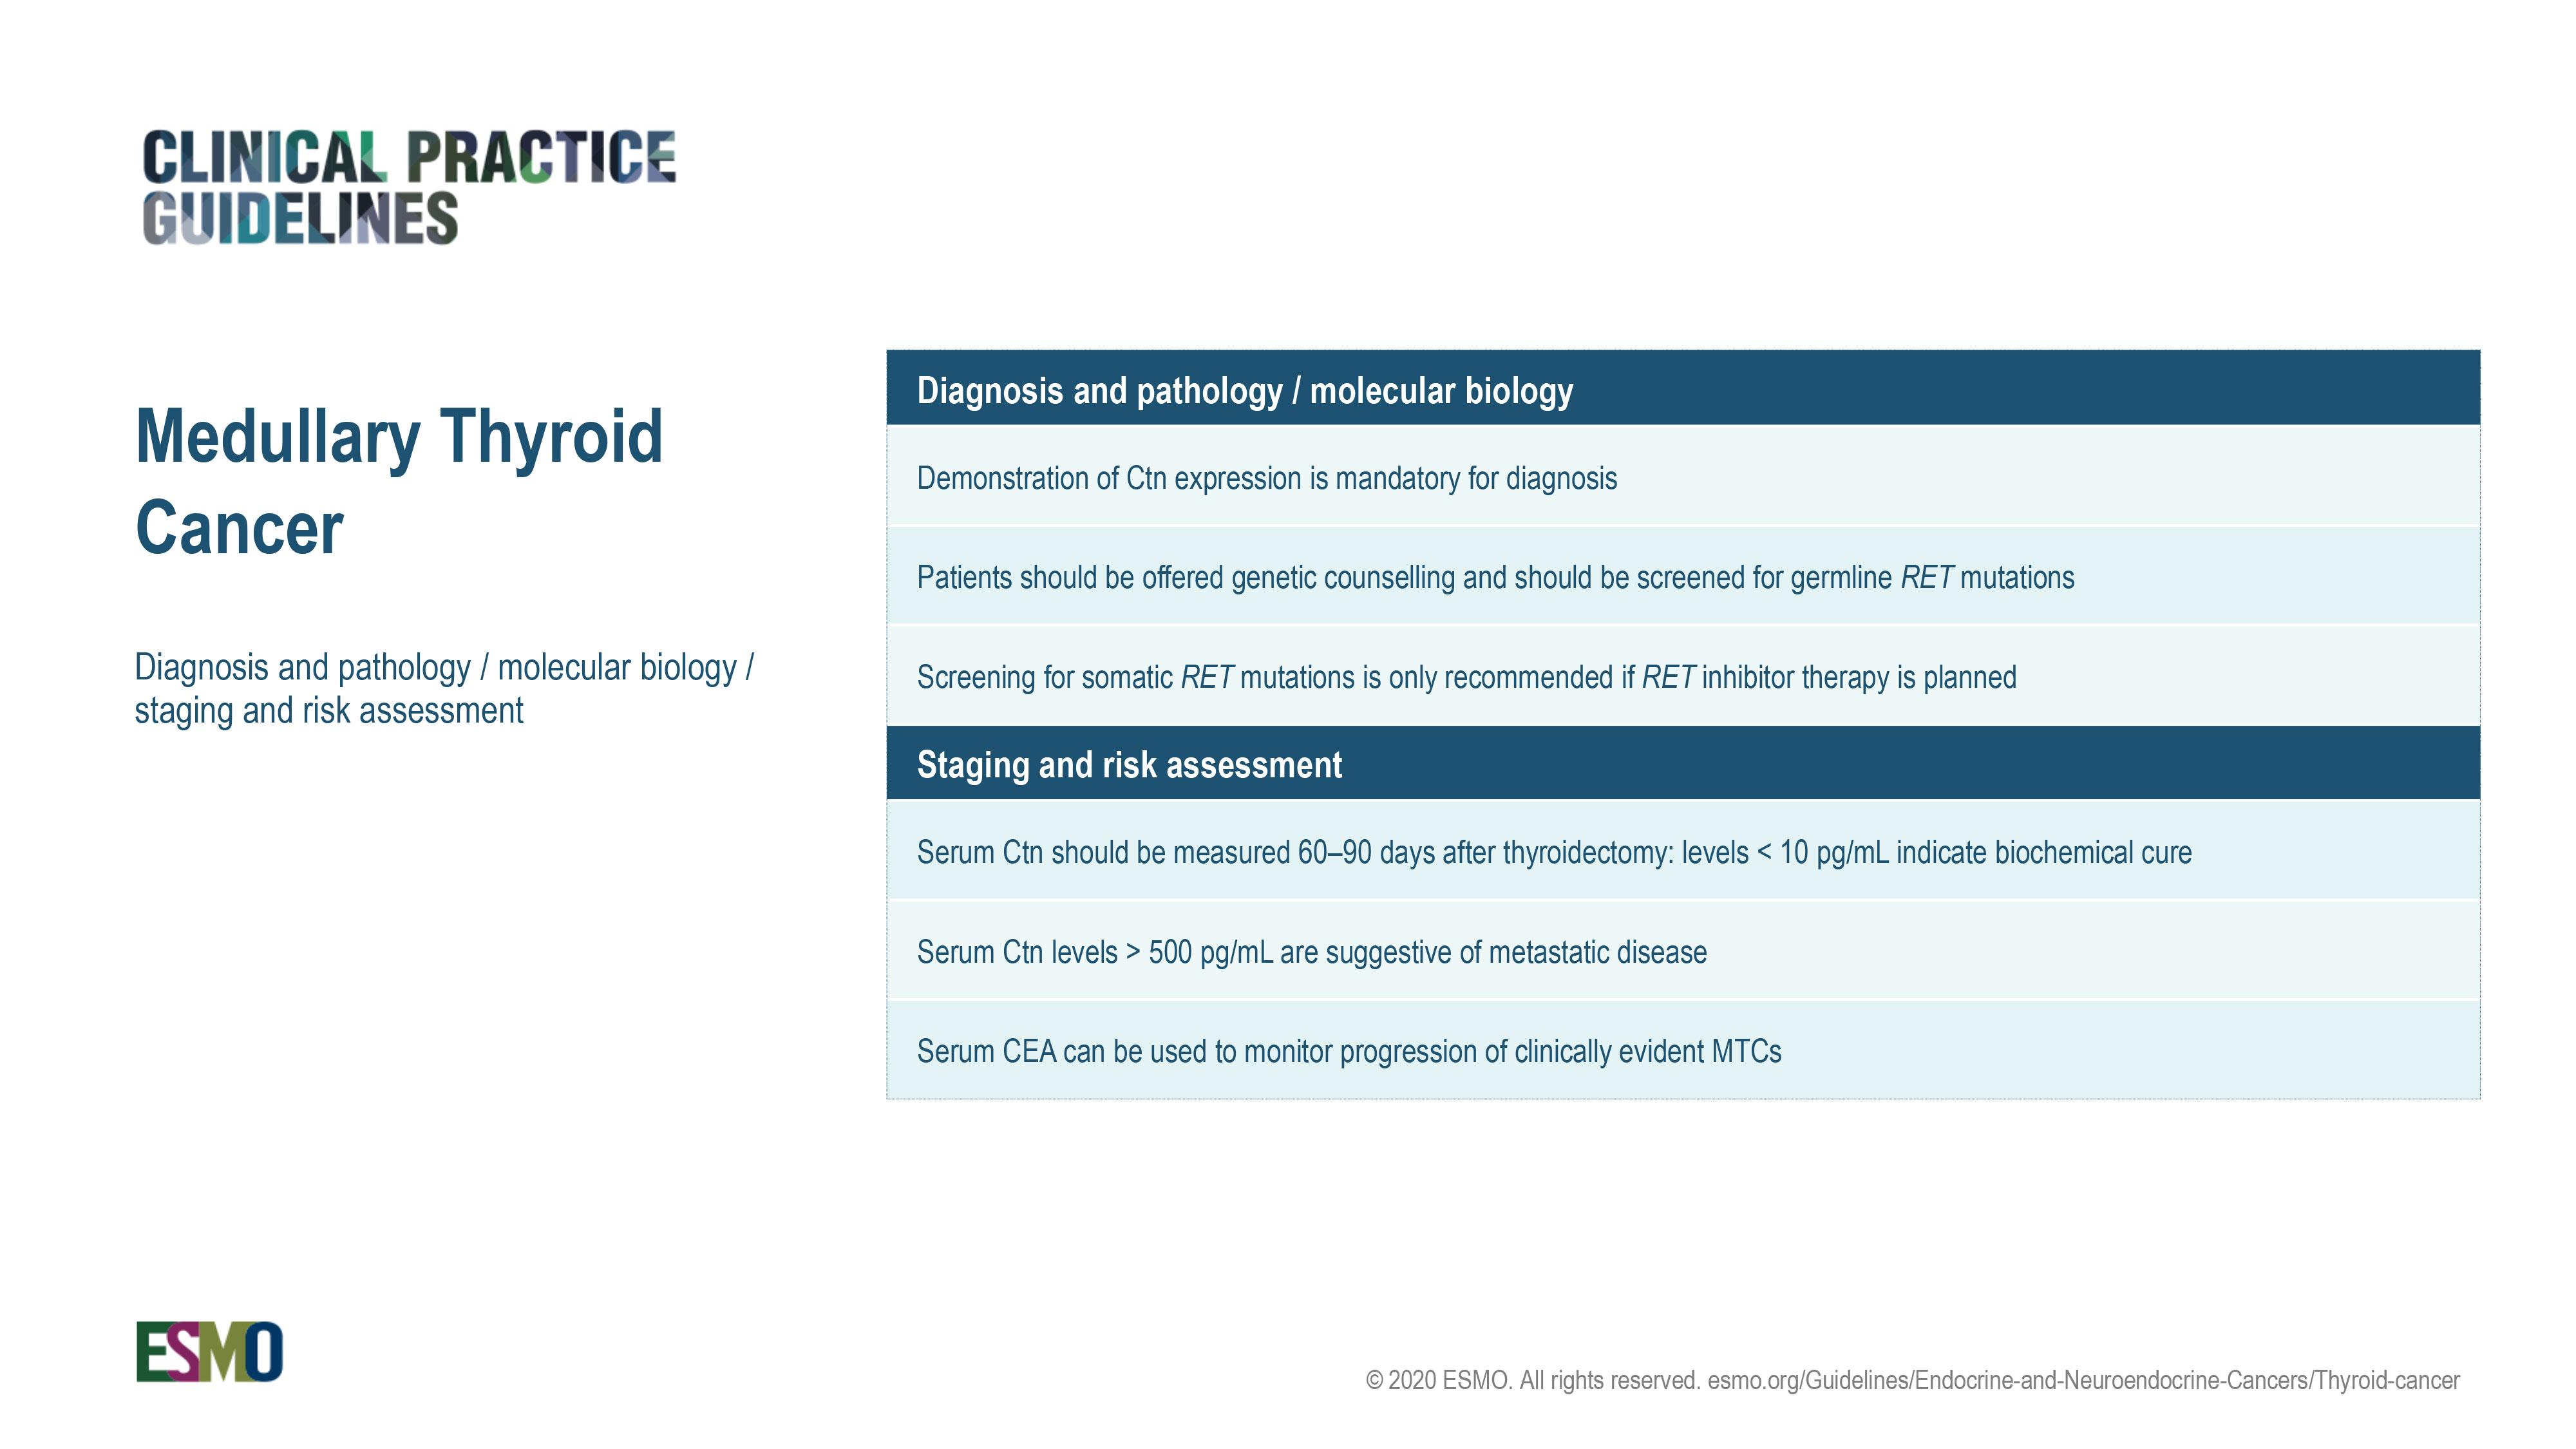 CLINICAL PRACTICE
GUIDELINES
Medullary Thyroid
Cancer
Diagnosis and pathology / molecular biology /
staging and risk assessment
Diagnosis and pathology / molecular biology
Demonstration of Ctn expression is mandatory for diagnosis
Patients should be offered genetic counselling and should be screened for germline RET mutations
Screening for somatic RET mutations is only recommended if RET inhibitor therapy is planned
Staging and risk assessment
Serum Ctn should be measured 60–90 days after thyroidectomy: levels < 10 pg/mL indicate biochemical cure
Serum Ctn levels > 500 pg/mL are suggestive of metastatic disease
Serum CEA can be used to monitor progression of clinically evident MTCs
ESMO
© 2020 ESMO. All rights reserved. esmo.org/Guidelines/Endocrine-and-Neuroendocrine-Cancers/Thyroid-cancer